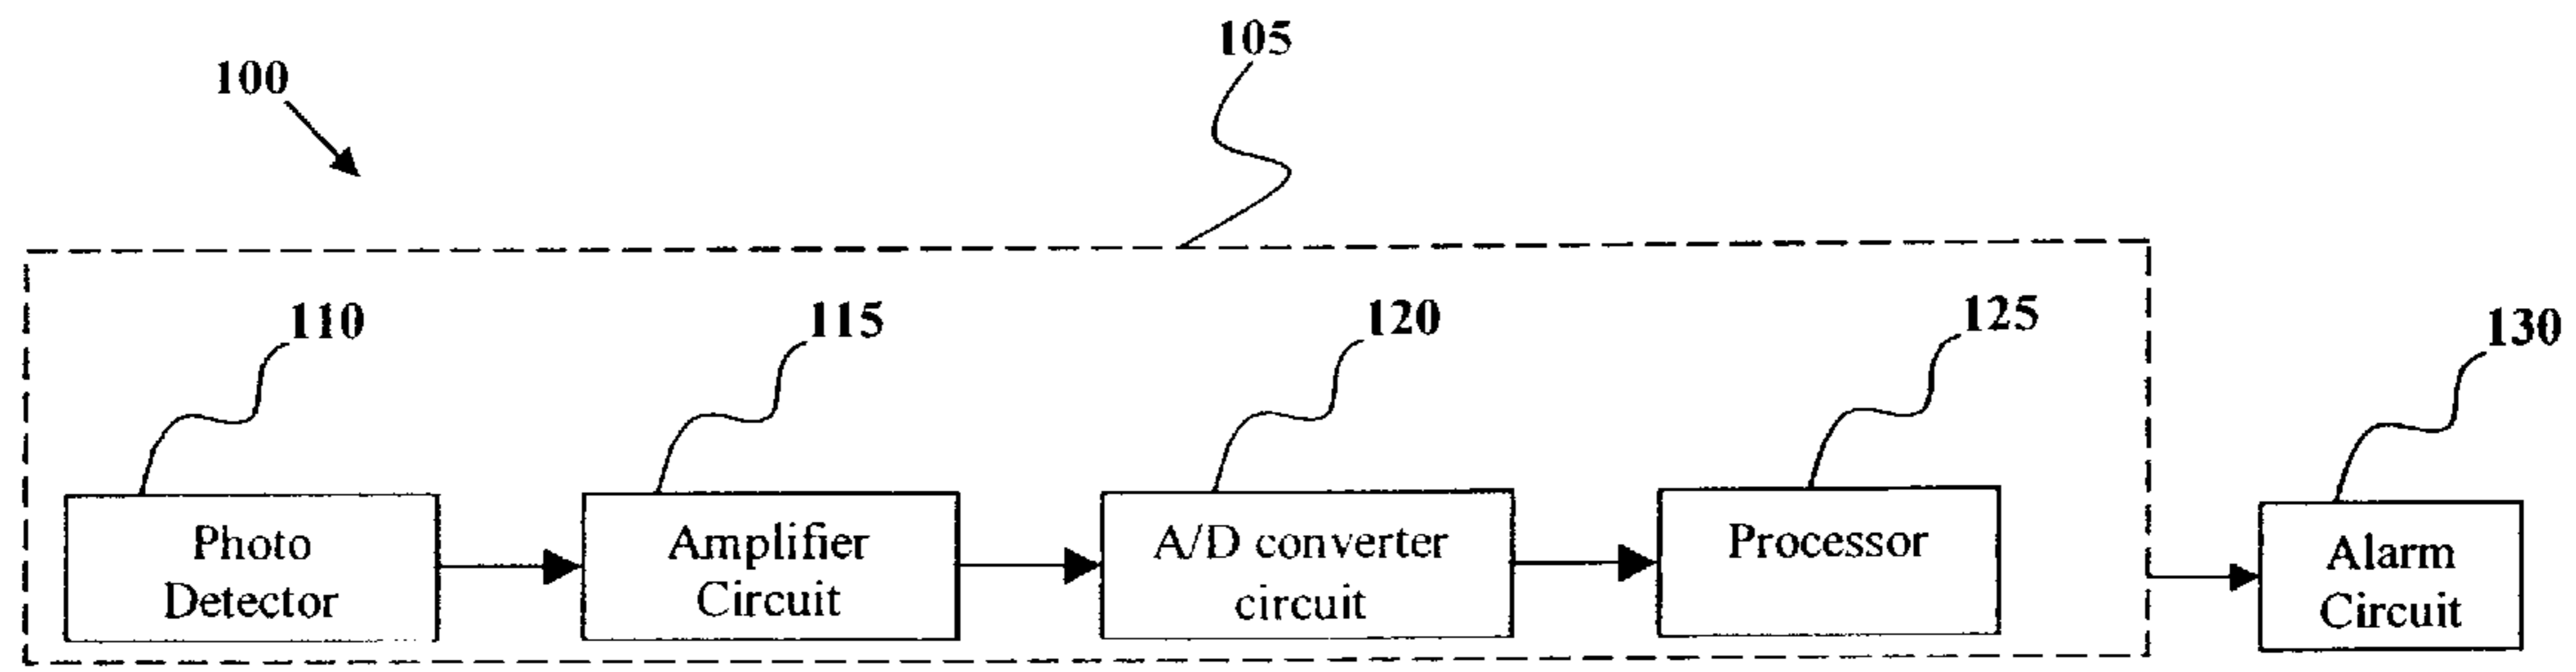 105
100
110
115
120
125
130
Photo
Detector
Amplifier
Circuit
A/D converter
circuit
Processor
Alarm
Circuit